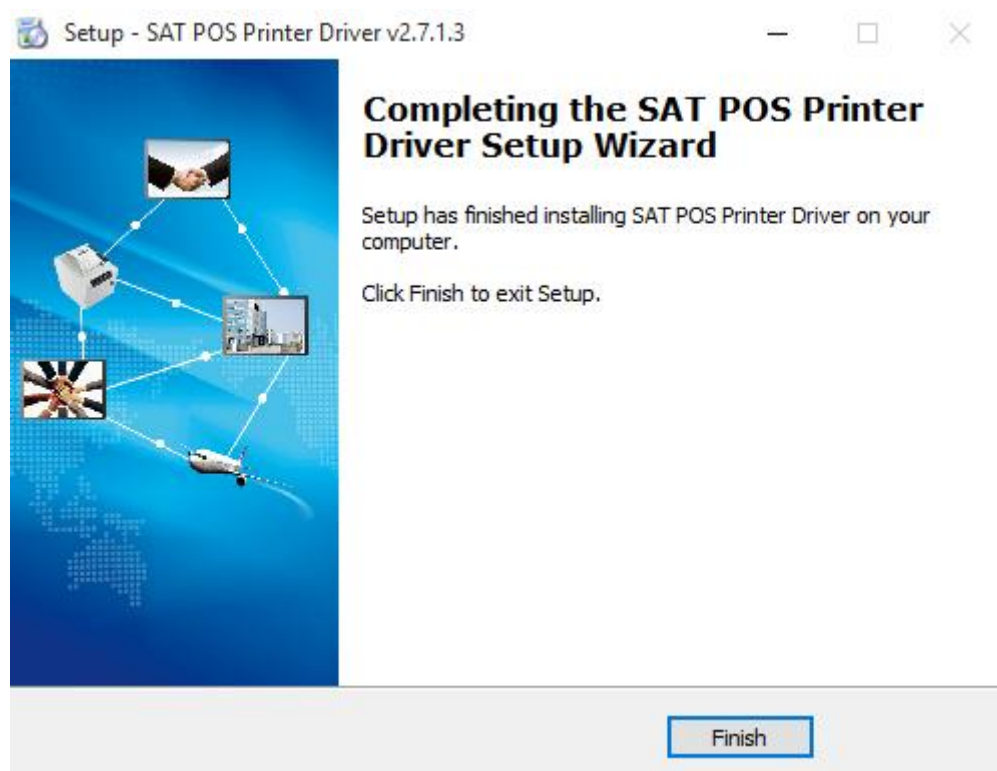 Setup - SAT POS Printer Driver v2.7.1.3
Completing the SAT POS Printer
Driver Setup Wizard
Setup has finished installing SAT POS Printer Driver on your
computer.
Click Finish to exit Setup.
Finish